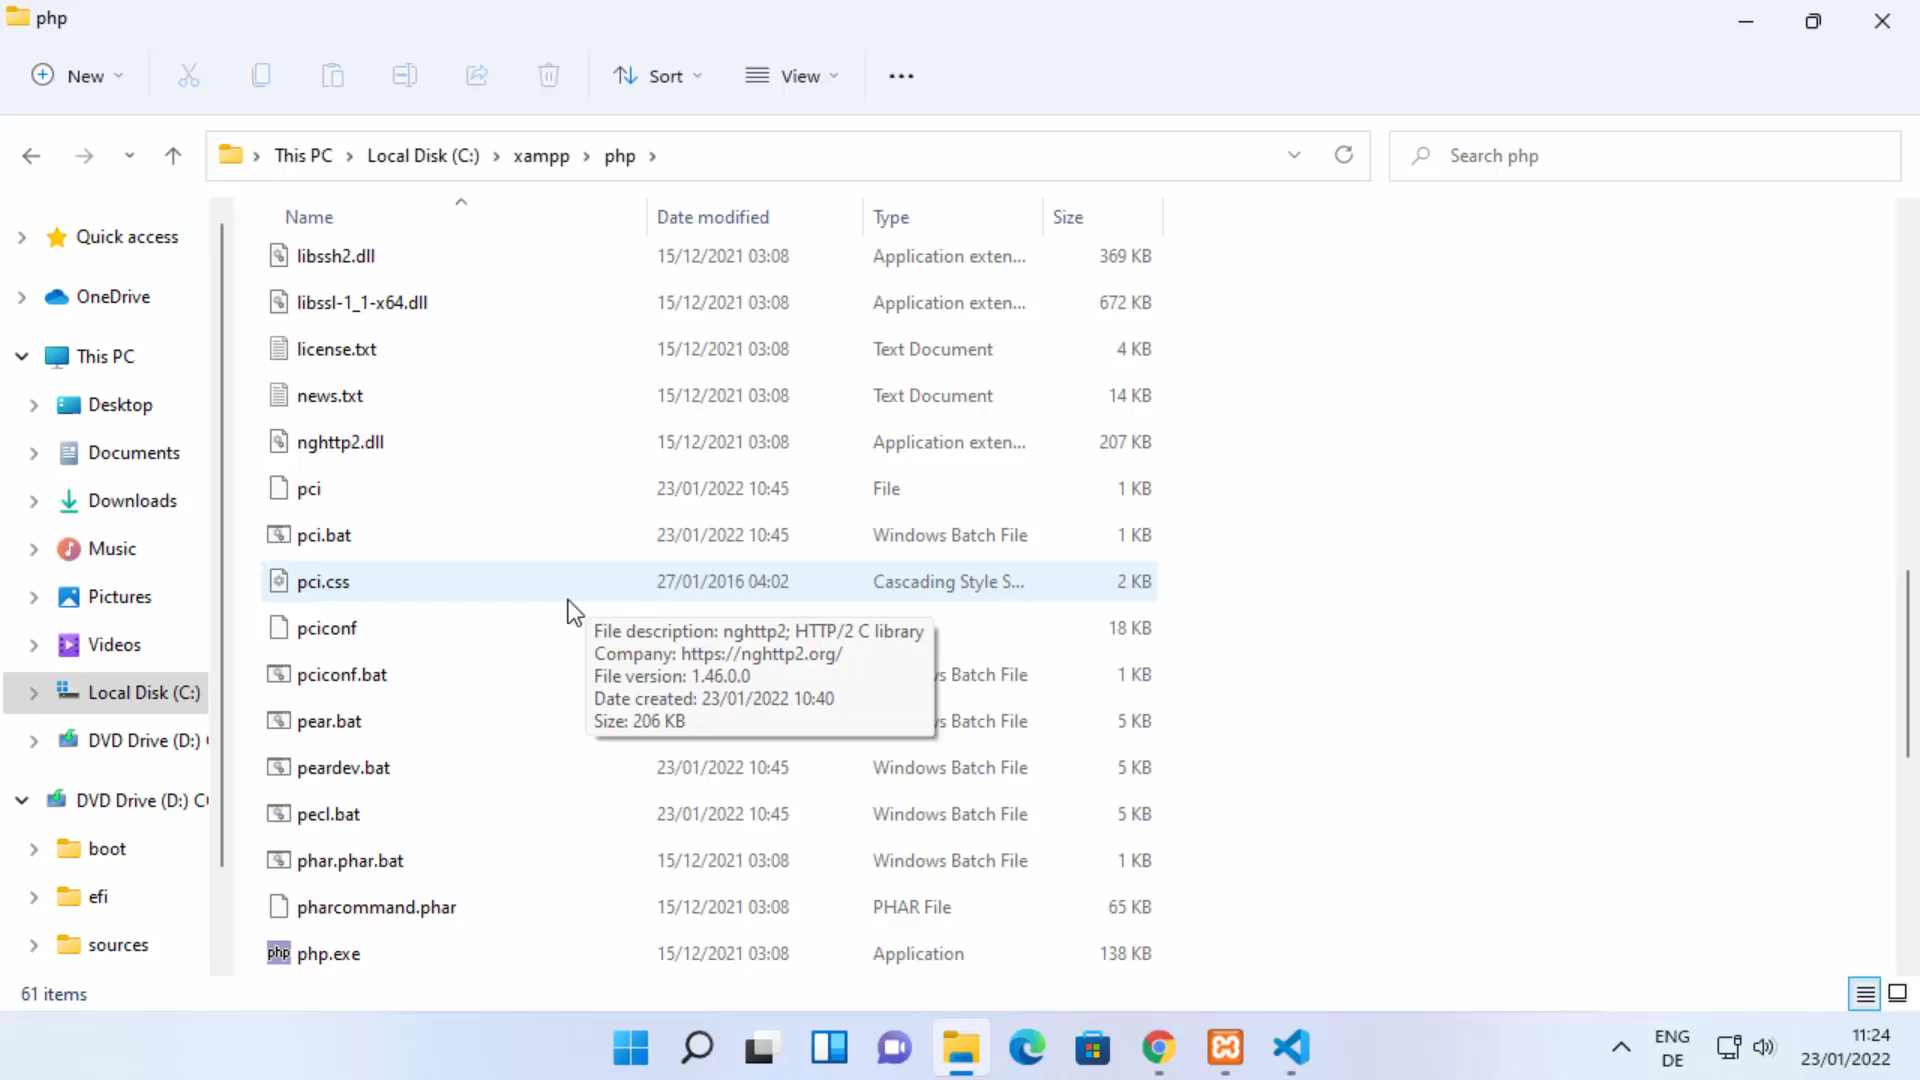 php
New
Sort
View
This PC
Local Disk (C:)
xampp
php
Search php
Name
Date modified
Type
Size
libssh2.dll 15/12/2021 03:08 Application exten... 369 KB
libssl-1_1-x64.dll 15/12/2021 03:08 Application exten... 672 KB
license.txt 15/12/2021 03:08 Text Document 4 KB
news.txt 15/12/2021 03:08 Text Document 14 KB
nghttp2.dll 15/12/2021 03:08 Application exten... 207 KB
pci 23/01/2022 10:45 File 1 KB
pci.bat 23/01/2022 10:45 Windows Batch File 1 KB
pci.css 27/01/2016 04:02 Cascading Style S... 2 KB
pciconf 18 KB
pciconf.bat s Batch File 1 KB
pear.bat s Batch File 5 KB
peardev.bat 23/01/2022 10:45 Windows Batch File 5 KB
pecl.bat 23/01/2022 10:45 Windows Batch File 5 KB
phar.phar.bat 15/12/2021 03:08 Windows Batch File 1 KB
pharcommand.phar 15/12/2021 03:08 PHAR File 65 KB
php php.exe 15/12/2021 03:08 Application 138 KB
File description: nghttp2; HTTP/2 C library
Company: https://nghttp2.org/
File version: 1.46.0.0
Date created: 23/01/2022 10:40
Size: 206 KB
Quick access
OneDrive
This PC
Desktop
Documents
Downloads
Music
Pictures
Videos
Local Disk (C:)
DVD Drive (D:)
DVD Drive (D:) C
boot
efi
sources
61 items
ENG
DE
11:24
23/01/2022